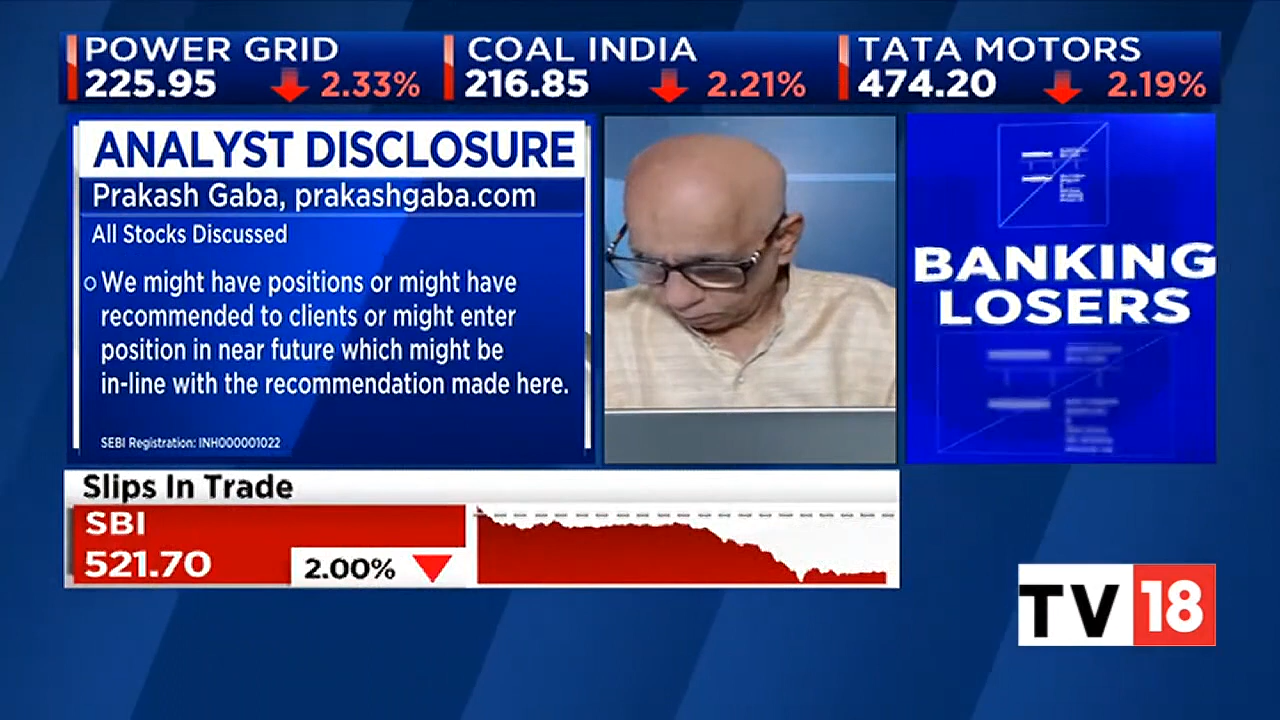 POWER GRID
225.95 2.33%
COAL INDIA
216.85 2.21%
TATA MOTORS
474.20 2.19%
ANALYST DISCLOSURE
Prakash Gaba, prakashgaba.com
All Stocks Discussed
We might have positions or might have
recommended to clients or might enter
position in near future which might be
in-line with the recommendation made here.
SEBI Registration: INH000001022
BANKING
LOSERS
Slips In Trade
SBI
521.70 2.00%
TV 18